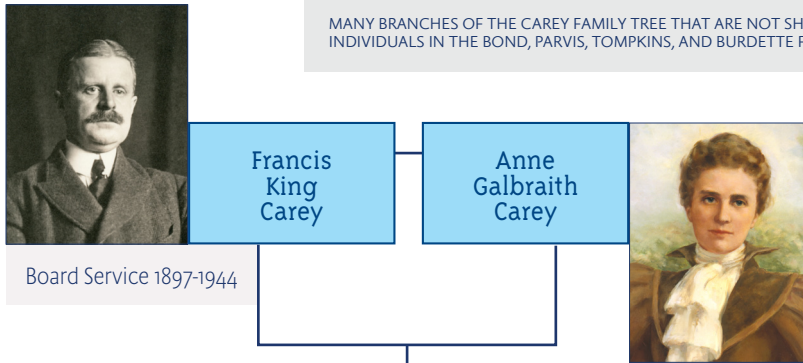 MANY BRANCHES OF THE CAREY FAMILY TREE THAT ARE NOT
INDIVIDUALS IN THE BOND, PARVIS, TOMPKINS, AND BURDETTE
Francis
King
Carey
Anne
Galbraith
Carey
Board Service 1897-1944